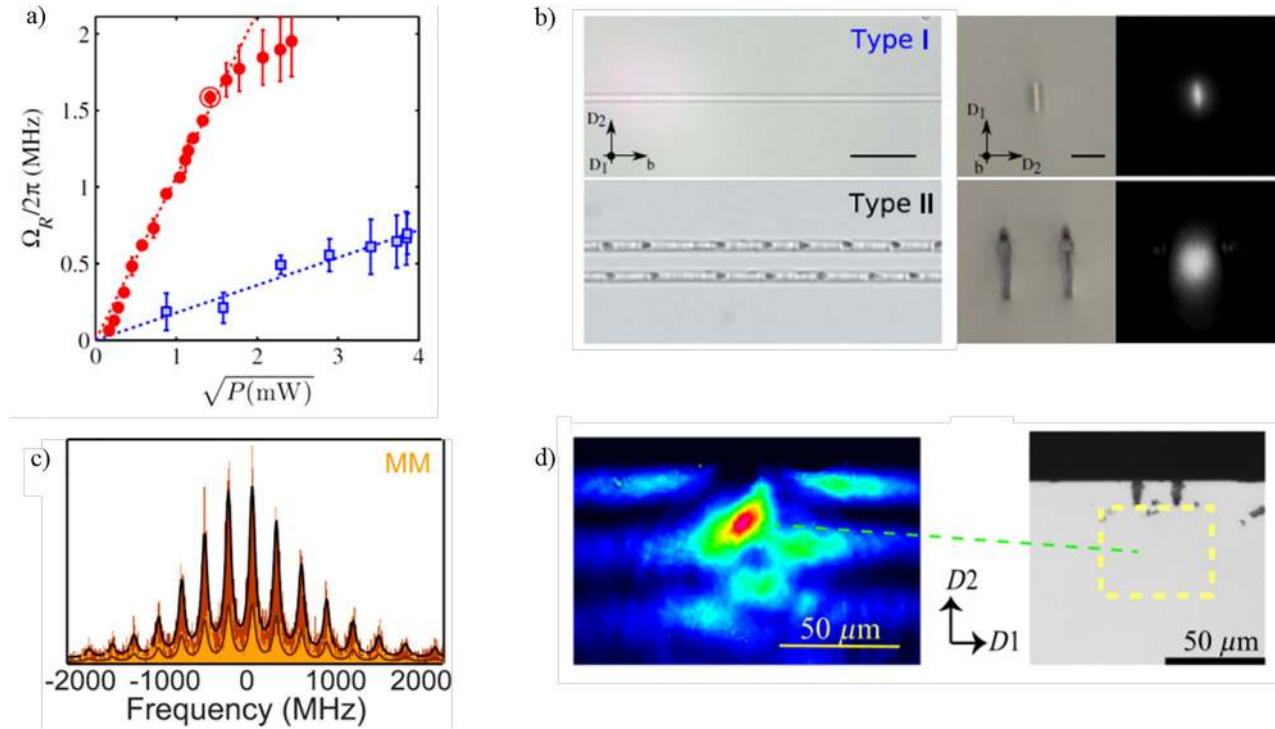 a)
2
1.5
1
0.5
0
0 1 2 3 4
Ω_R/2π (MHz)
√P(mW)
b)
Type I
D2
D1 b
D1
b D2
Type II
c)
MM
-2000 -1000 0 1000 2000
Frequency (MHz)
d)
50 μm
D2
D1
50 μm